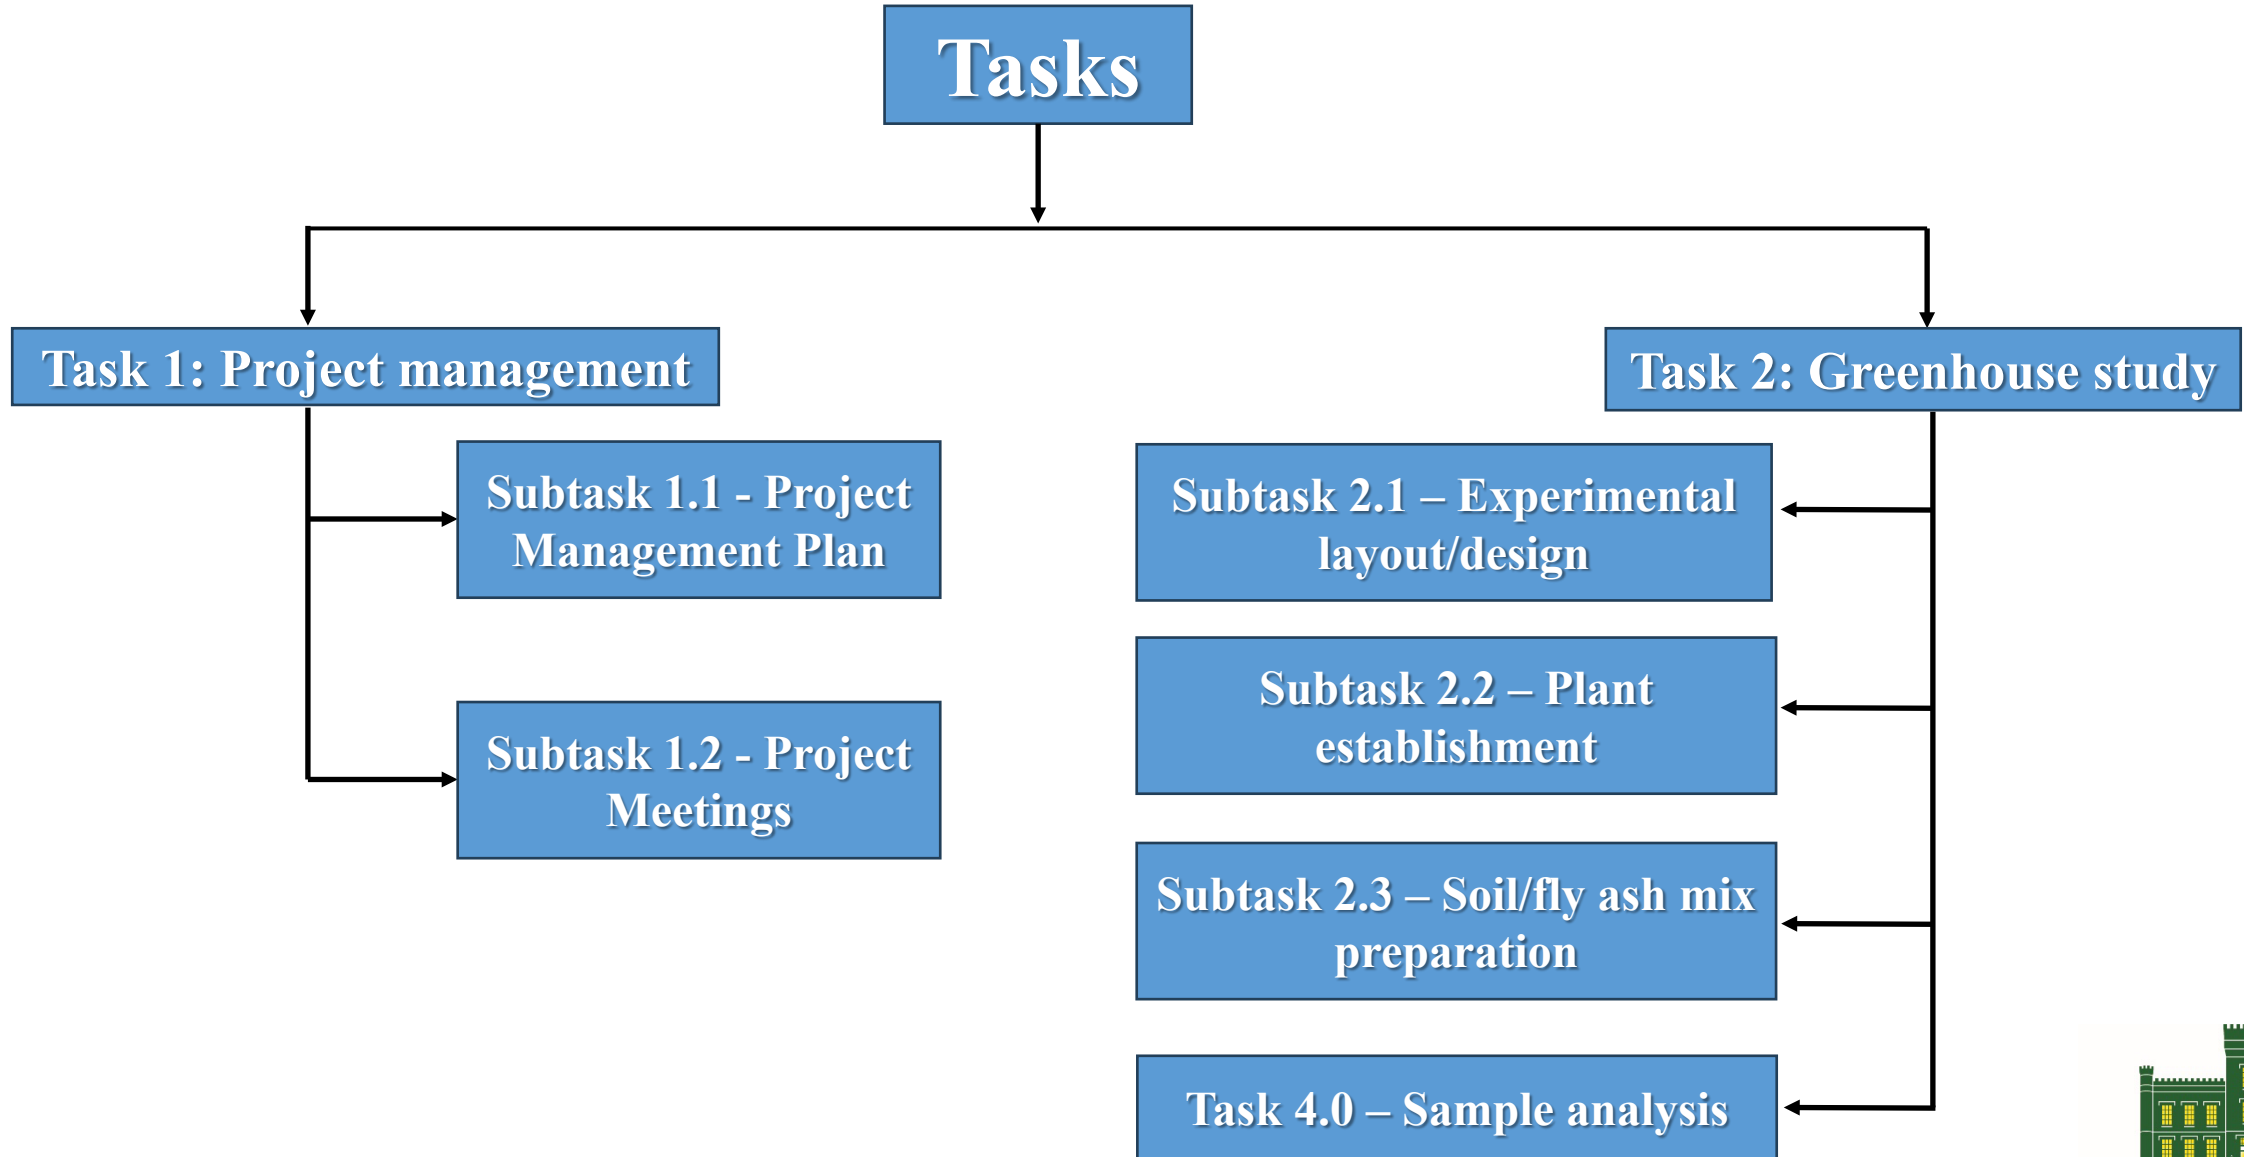 Tasks
Task 1: Project management
Task 2: Greenhouse study
Subtask 1.1 - Project
Management Plan
Subtask 1.2 - Project
Meetings
Subtask 2.1 – Experimental
layout/design
Subtask 2.2 – Plant
establishment
Subtask 2.3 – Soil/fly ash mix
preparation
Task 4.0 – Sample analysis